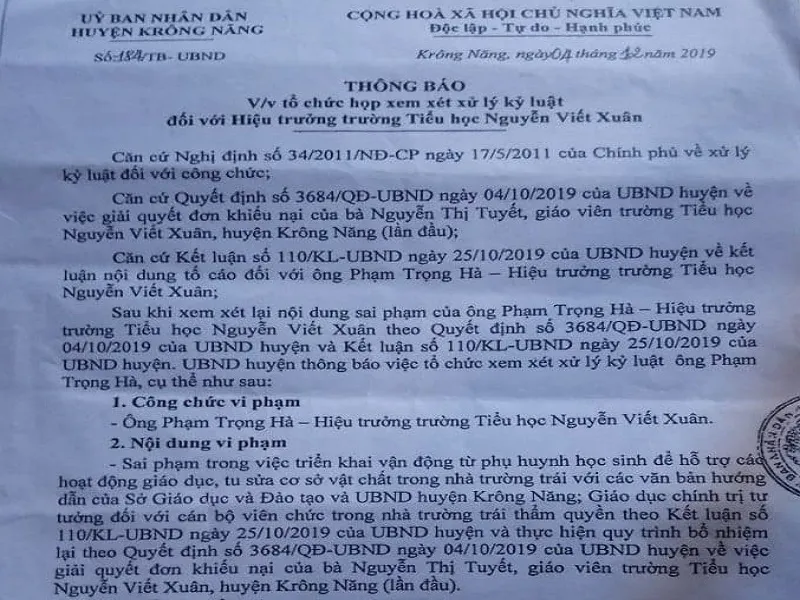 UỶ BAN NHÂN DÂN
HUYỆN KRÔNG NĂNG
Số 184/TB- UBND
CỘNG HOÀ XÃ HỘI CHỦ NGHĨA VIỆT NAM
Độc lập - Tự do - Hạnh phúc
Krông Năng, ngày 04 tháng 12 năm 2019
THÔNG BÁO
V/v tổ chức họp xem xét xử lý kỷ luật
đối với Hiệu trưởng trường Tiểu học Nguyễn Viết Xuân
Căn cứ Nghị định số 34/2011/NĐ-CP ngày 17/5/2011 của Chính phủ về xử lý
kỷ luật đối với công chức;
Căn cứ Quyết định số 3684/QĐ-UBND ngày 04/10/2019 của UBND huyện về
việc giải quyết đơn khiếu nại của bà Nguyễn Thị Tuyết, giáo viên trường Tiểu học
Nguyễn Viết Xuân, huyện Krông Năng (lần đầu);
Căn cứ Kết luận số 110/KL-UBND ngày 25/10/2019 của UBND huyện về kết
luận nội dung tố cáo đối với ông Phạm Trọng Hà – Hiệu trưởng trường Tiểu học
Nguyễn Viết Xuân;
Sau khi xem xét lại nội dung sai phạm của ông Phạm Trọng Hà – Hiệu trưởng
trường Tiểu học Nguyễn Viết Xuân theo Quyết định số 3684/QĐ-UBND ngày
04/10/2019 của UBND huyện và Kết luận số 110/KL-UBND ngày 25/10/2019 của
UBND huyện. UBND huyện thông báo việc tổ chức xem xét xử lý kỷ luật ông Phạm
Trọng Hà, cụ thể như sau:
1. Công chức vi phạm
- Ông Phạm Trọng Hà – Hiệu trưởng trường Tiểu học Nguyễn Viết Xuân.
2. Nội dung vi phạm
- Sai phạm trong việc triển khai vận động từ phụ huynh học sinh để hỗ trợ các
hoạt động giáo dục, tu sửa cơ sở vật chất trong nhà trường trái với các văn bản hướng
dẫn của Sở Giáo dục và Đào tạo và UBND huyện Krông Năng; Giáo dục chính trị tư
tưởng đối với cán bộ viên chức trong nhà trường trái thẩm quyền theo Kết luận số
110/KL-UBND ngày 25/10/2019 của UBND huyện và thực hiện quy trình bổ nhiệm
lại theo Quyết định số 3684/QĐ-UBND ngày 04/10/2019 của UBND huyện về việc
giải quyết đơn khiếu nại của bà Nguyễn Thị Tuyết, giáo viên trường Tiểu học
Nguyễn Viết Xuân, huyện Krông Năng (lần đầu).